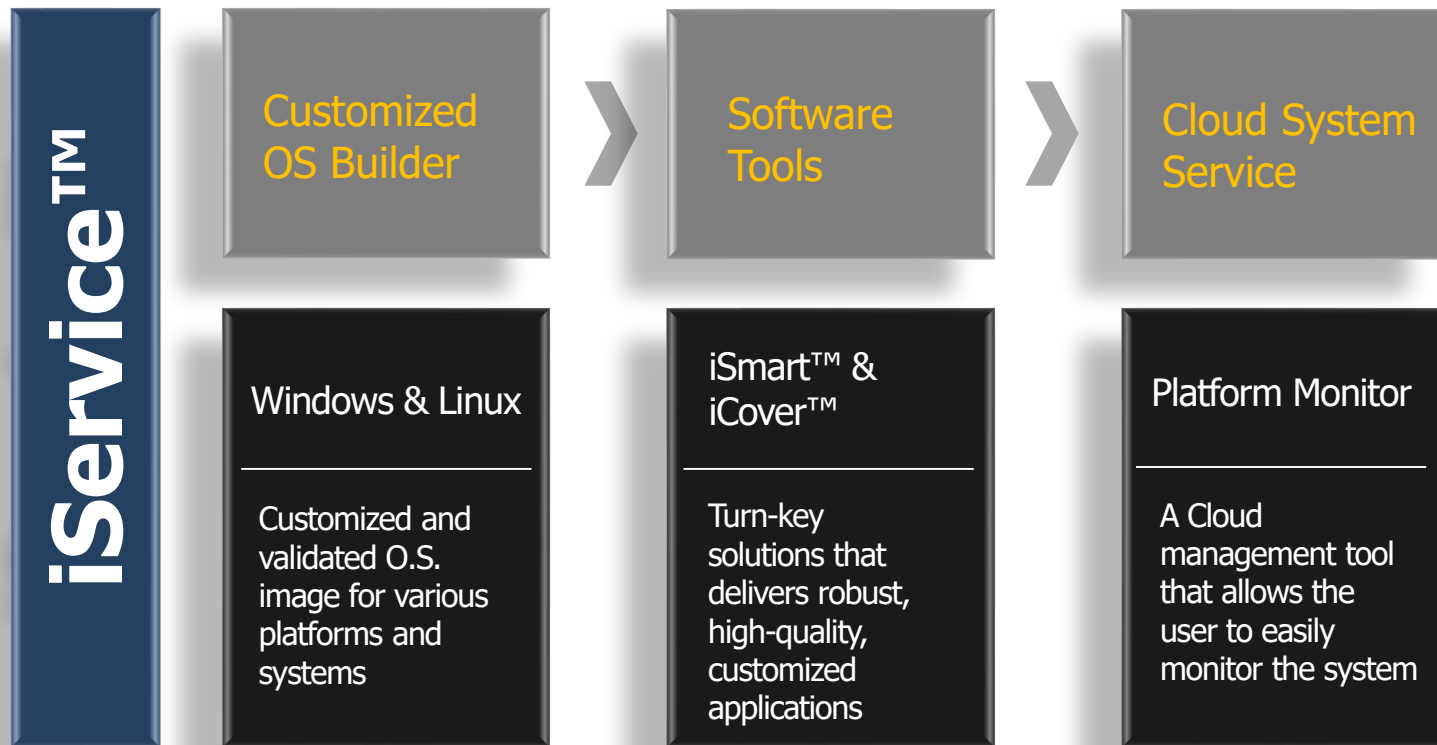 iService™
Customized
OS Builder
Software
Tools
Cloud System
Service
Windows & Linux
Customized and
validated O.S.
image for various
platforms and
systems
iSmart™ &
iCover™
Turn-key
solutions that
delivers robust,
high-quality,
customized
applications
Platform Monitor
A Cloud
management tool
that allows the
user to easily
monitor the system